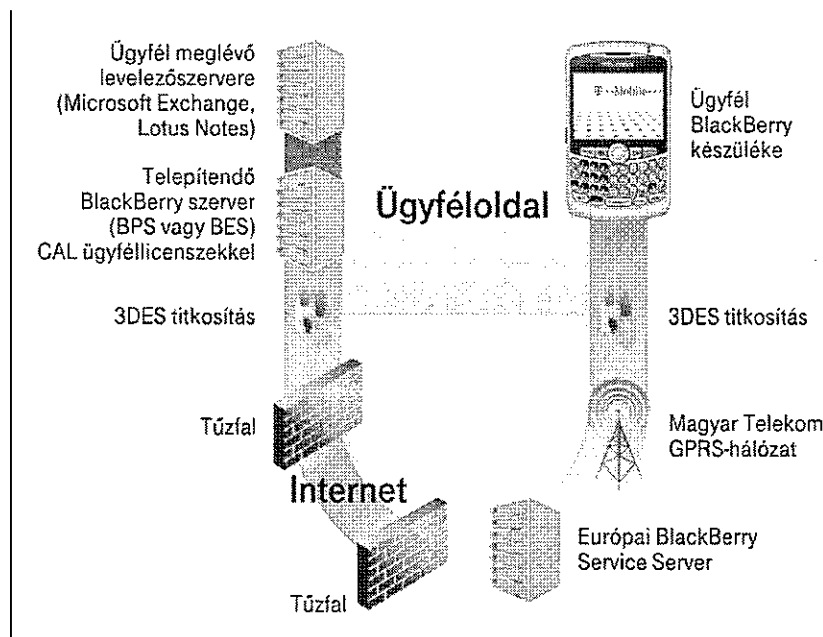 Ügyfél meglévő
levelezőszervere
(Microsoft Exchange,
Lotus Notes)
T··Mobile
Ügyfél
BlackBerry
készüléke
Telepítendő
BlackBerry szerver
(BPS vagy BES)
CAL ügyféllicenszekkel
Ügyféloldal
3DES titkosítás
3DES titkosítás
Tűzfal
Magyar Telekom
GPRS-hálózat
Internet
Európai BlackBerry
Service Server
Tűzfal